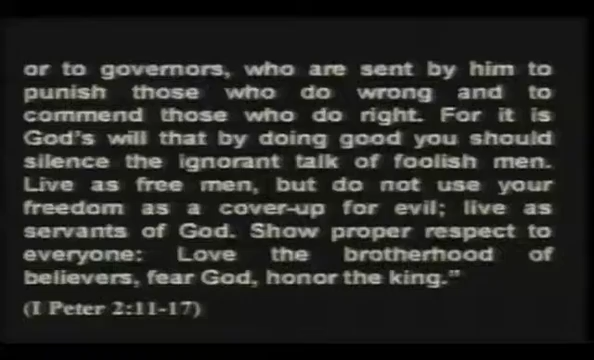 or to governors, who are sent by him to
punish those who do wrong and to
commend those who do right. For it is
God's will that by doing good you should
silence the ignorant talk of foolish men.
Live as free men, but do not use your
freedom as a cover-up for evil; live as
servants of God. Show proper respect to
everyone: Love the brotherhood of
believers, fear God, honor the king."
(I Peter 2:11-17)